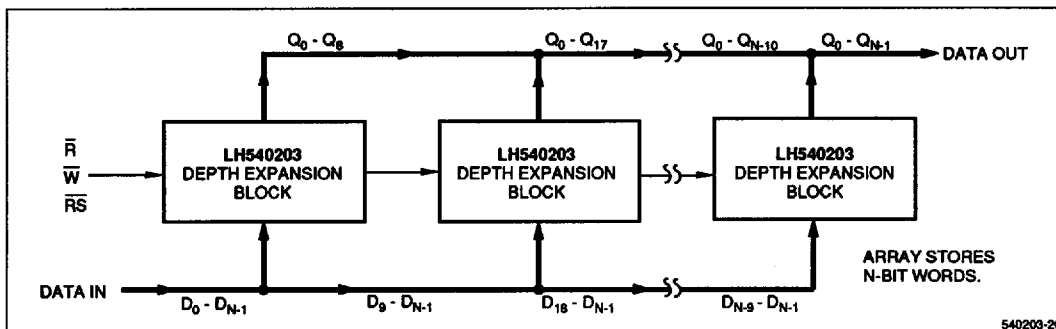 Q0 - Q8
Q0 - Q17
Q0 - QN-10
Q0 - QN-1
DATA OUT
R
W
RS
LH540203
DEPTH EXPANSION
BLOCK
LH540203
DEPTH EXPANSION
BLOCK
LH540203
DEPTH EXPANSION
BLOCK
ARRAY STORES
N-BIT WORDS.
DATA IN
D0 - DN-1
D9 - DN-1
D18 - DN-1
DN-9 - DN-1